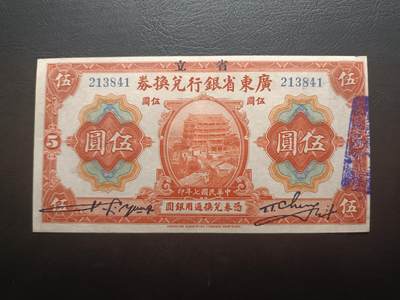 立 省
伍 券換兌行銀省東廣 伍
213841 213841
圓伍 圓伍
5 圓伍 圓伍
印年七國民華中
圓銀用通換兌券憑
伍 伍